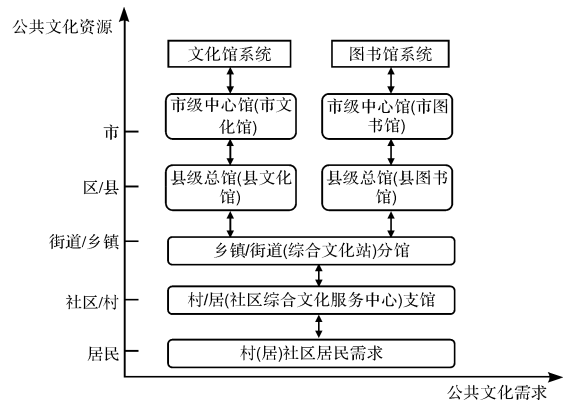 公共文化资源
文化馆系统
图书馆系统
市级中心馆(市文
化馆)
市级中心馆(市图
书馆)
市
县级总馆(县文化
馆)
县级总馆(县图书
馆)
区/县
街道/乡镇
乡镇/街道(综合文化站)分馆
社区/村
村/居(社区综合文化服务中心)支馆
居民
村(居)社区居民需求
公共文化需求